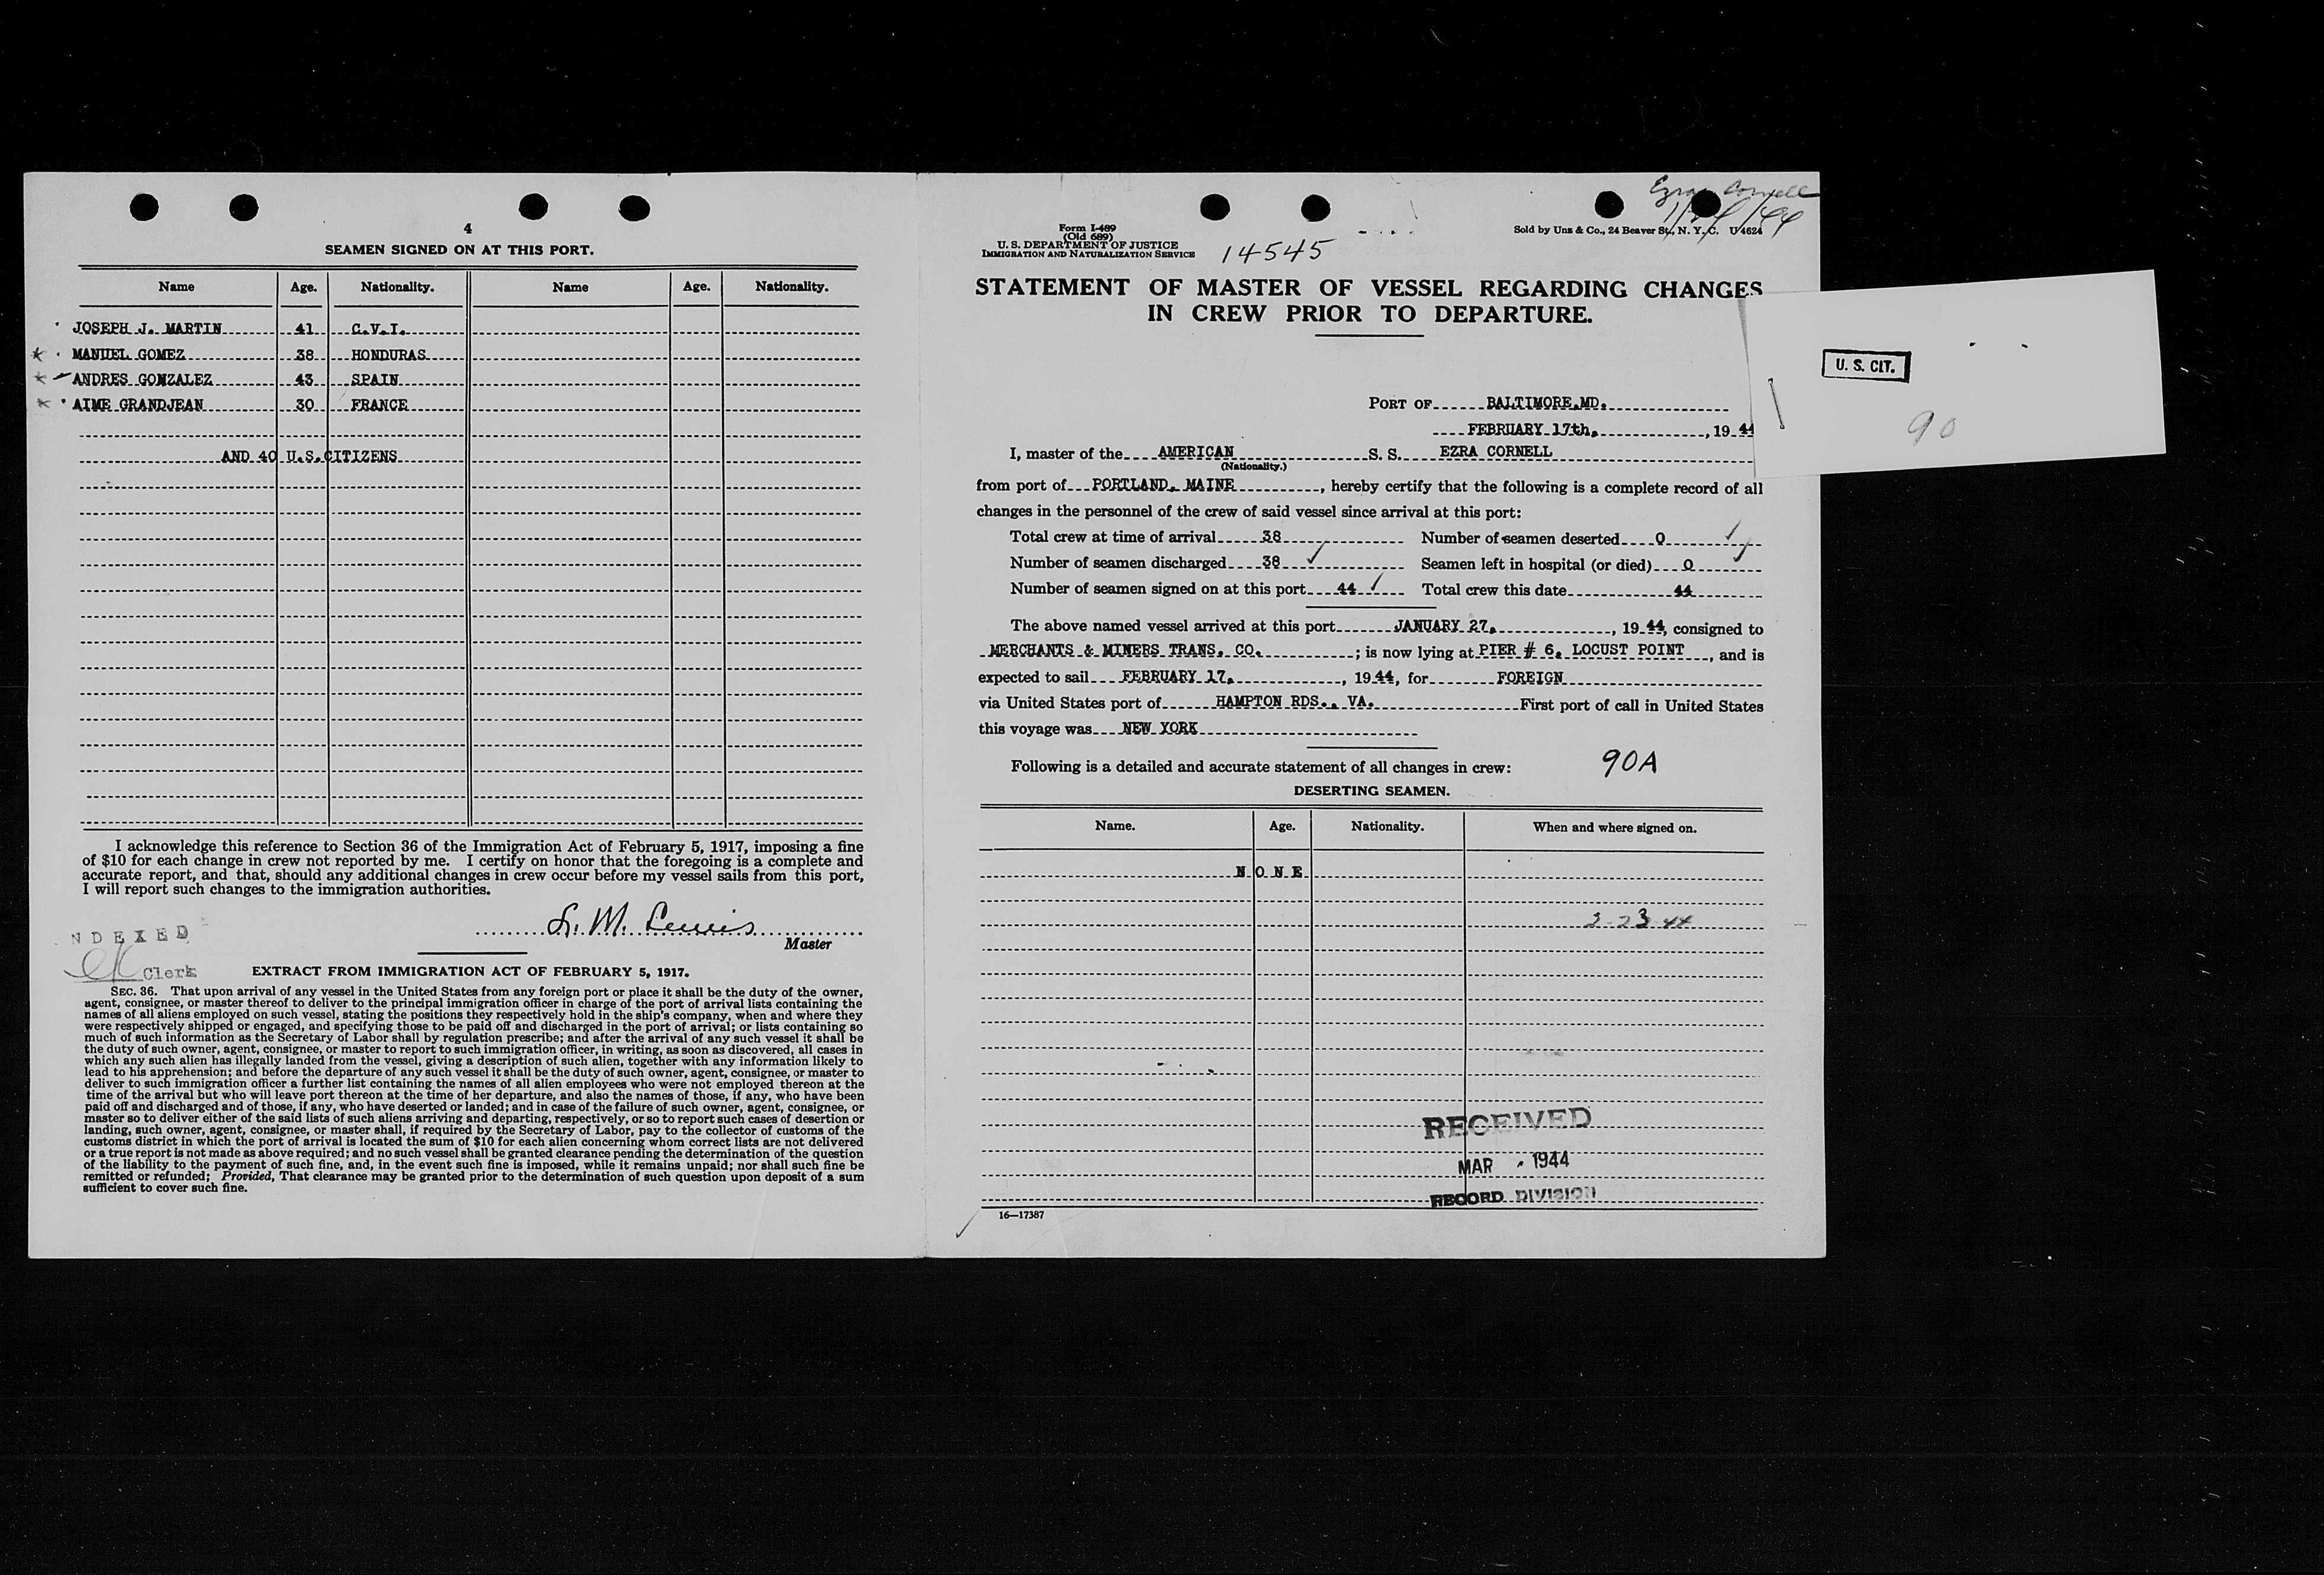 4
SEAMEN SIGNED ON AT THIS PORT.
Name Age. Nationality. Name Age. Nationality.
JOSEPH J. MARTIN 41 C.V.I.
MANUEL GOMEZ 38 HONDURAS
ANDRES GONZALEZ 43 SPAIN
AIME GRANDJEAN 30 FRANCE
AND 40 U.S.CITIZENS
I acknowledge this reference to Section 36 of the Immigration Act of February 5, 1917, imposing a fine
of $10 for each change in crew not reported by me. I certify on honor that the foregoing is a complete and
accurate report, and that, should any additional changes in crew occur before my vessel sails from this port,
I will report such changes to the immigration authorities.
L. M. Lewis
Master
NDEXED
Clerk
EXTRACT FROM IMMIGRATION ACT OF FEBRUARY 5, 1917.
SEC. 36. That upon arrival of any vessel in the United States from any foreign port or place it shall be the duty of the owner,
agent, consignee, or master thereof to deliver to the principal immigration officer in charge of the port of arrival lists containing the
names of all aliens employed on such vessel, stating the positions they respectively hold in the ship's company, when and where they
were respectively shipped or engaged, and specifying those to be paid off and discharged in the port of arrival; or lists containing so
much of such information as the Secretary of Labor shall by regulation prescribe; and after the arrival of any such vessel it shall be
the duty of such owner, agent, consignee, or master to report to such immigration officer, in writing, as soon as discovered, all cases in
which any such alien has illegally landed from the vessel, giving a description of such alien, together with any information likely to
lead to his apprehension; and before the departure of any such vessel it shall be the duty of such owner, agent, consignee, or master to
deliver to such immigration officer a further list containing the names of all alien employees who were not employed thereon at the
time of the arrival but who will leave port thereon at the time of her departure, and also the names of those, if any, who have been
paid off and discharged and of those, if any, who have deserted or landed; and in case of the failure of such owner, agent, consignee, or
master so to deliver either of the said lists of such aliens arriving and departing, respectively, or so to report such cases of desertion or
landing, such owner, agent, consignee, or master shall, if required by the Secretary of Labor, pay to the collector of customs of the
customs district in which the port of arrival is located the sum of $10 for each alien concerning whom correct lists are not delivered
or a true report is not made as above required; and no such vessel shall be granted clearance pending the determination of the question
of the liability to the payment of such fine, and, in the event such fine is imposed, while it remains unpaid; nor shall such fine be
remitted or refunded; Provided, That clearance may be granted prior to the determination of such question upon deposit of a sum
sufficient to cover such fine.
Ezra Cornell
Form I-489
(Old 689)
U. S. DEPARTMENT OF JUSTICE
IMMIGRATION AND NATURALIZATION SERVICE
14545
Sold by Unz & Co., 24 Beaver St., N. Y. C. U 4624
STATEMENT OF MASTER OF VESSEL REGARDING CHANGES
IN CREW PRIOR TO DEPARTURE.
U. S. CIT.
90
PORT OF BALTIMORE,MD.
FEBRUARY 17th, , 19 44
I, master of the AMERICAN S. S. EZRA CORNELL
(Nationality.)
from port of PORTLAND, MAINE , hereby certify that the following is a complete record of all
changes in the personnel of the crew of said vessel since arrival at this port:
Total crew at time of arrival 38 Number of seamen deserted 0
Number of seamen discharged 38 Seamen left in hospital (or died) 0
Number of seamen signed on at this port 44 Total crew this date 44
The above named vessel arrived at this port JANUARY 27, , 19 44, consigned to
MERCHANTS & MINERS TRANS. CO. ; is now lying at PIER # 6, LOCUST POINT , and is
expected to sail FEBRUARY 17, , 19 44, for FOREIGN
via United States port of HAMPTON RDS., VA. First port of call in United States
this voyage was NEW YORK
Following is a detailed and accurate statement of all changes in crew: 90A
DESERTING SEAMEN.
Name. Age. Nationality. When and where signed on.
NONE
RECEIVED
MAR 1944
RECORD DIVISION
16—17387